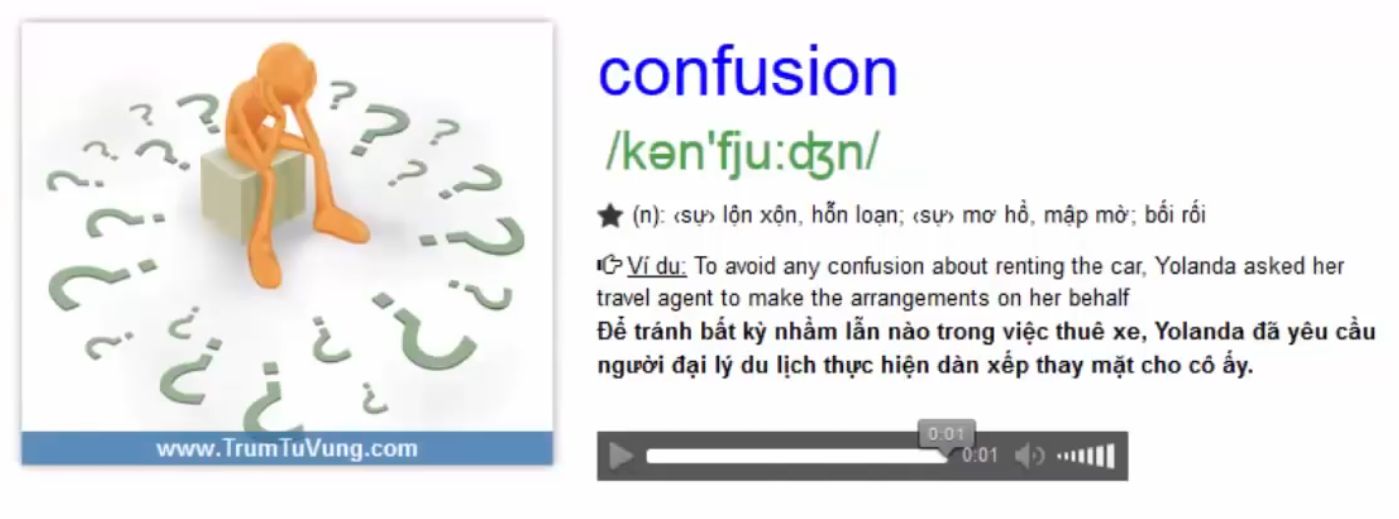 confusion
/kən'fju:ʤn/
(n): ‹sự› lộn xộn, hỗn loạn; ‹sự› mơ hồ, mập mờ; bối rối
Ví du: To avoid any confusion about renting the car, Yolanda asked her
travel agent to make the arrangements on her behalf
Để tránh bất kỳ nhầm lẫn nào trong việc thuê xe, Yolanda đã yêu cầu
người đại lý du lịch thực hiện dàn xếp thay mặt cho cô ấy.
0:01
0:01
www.TrumTuVung.com